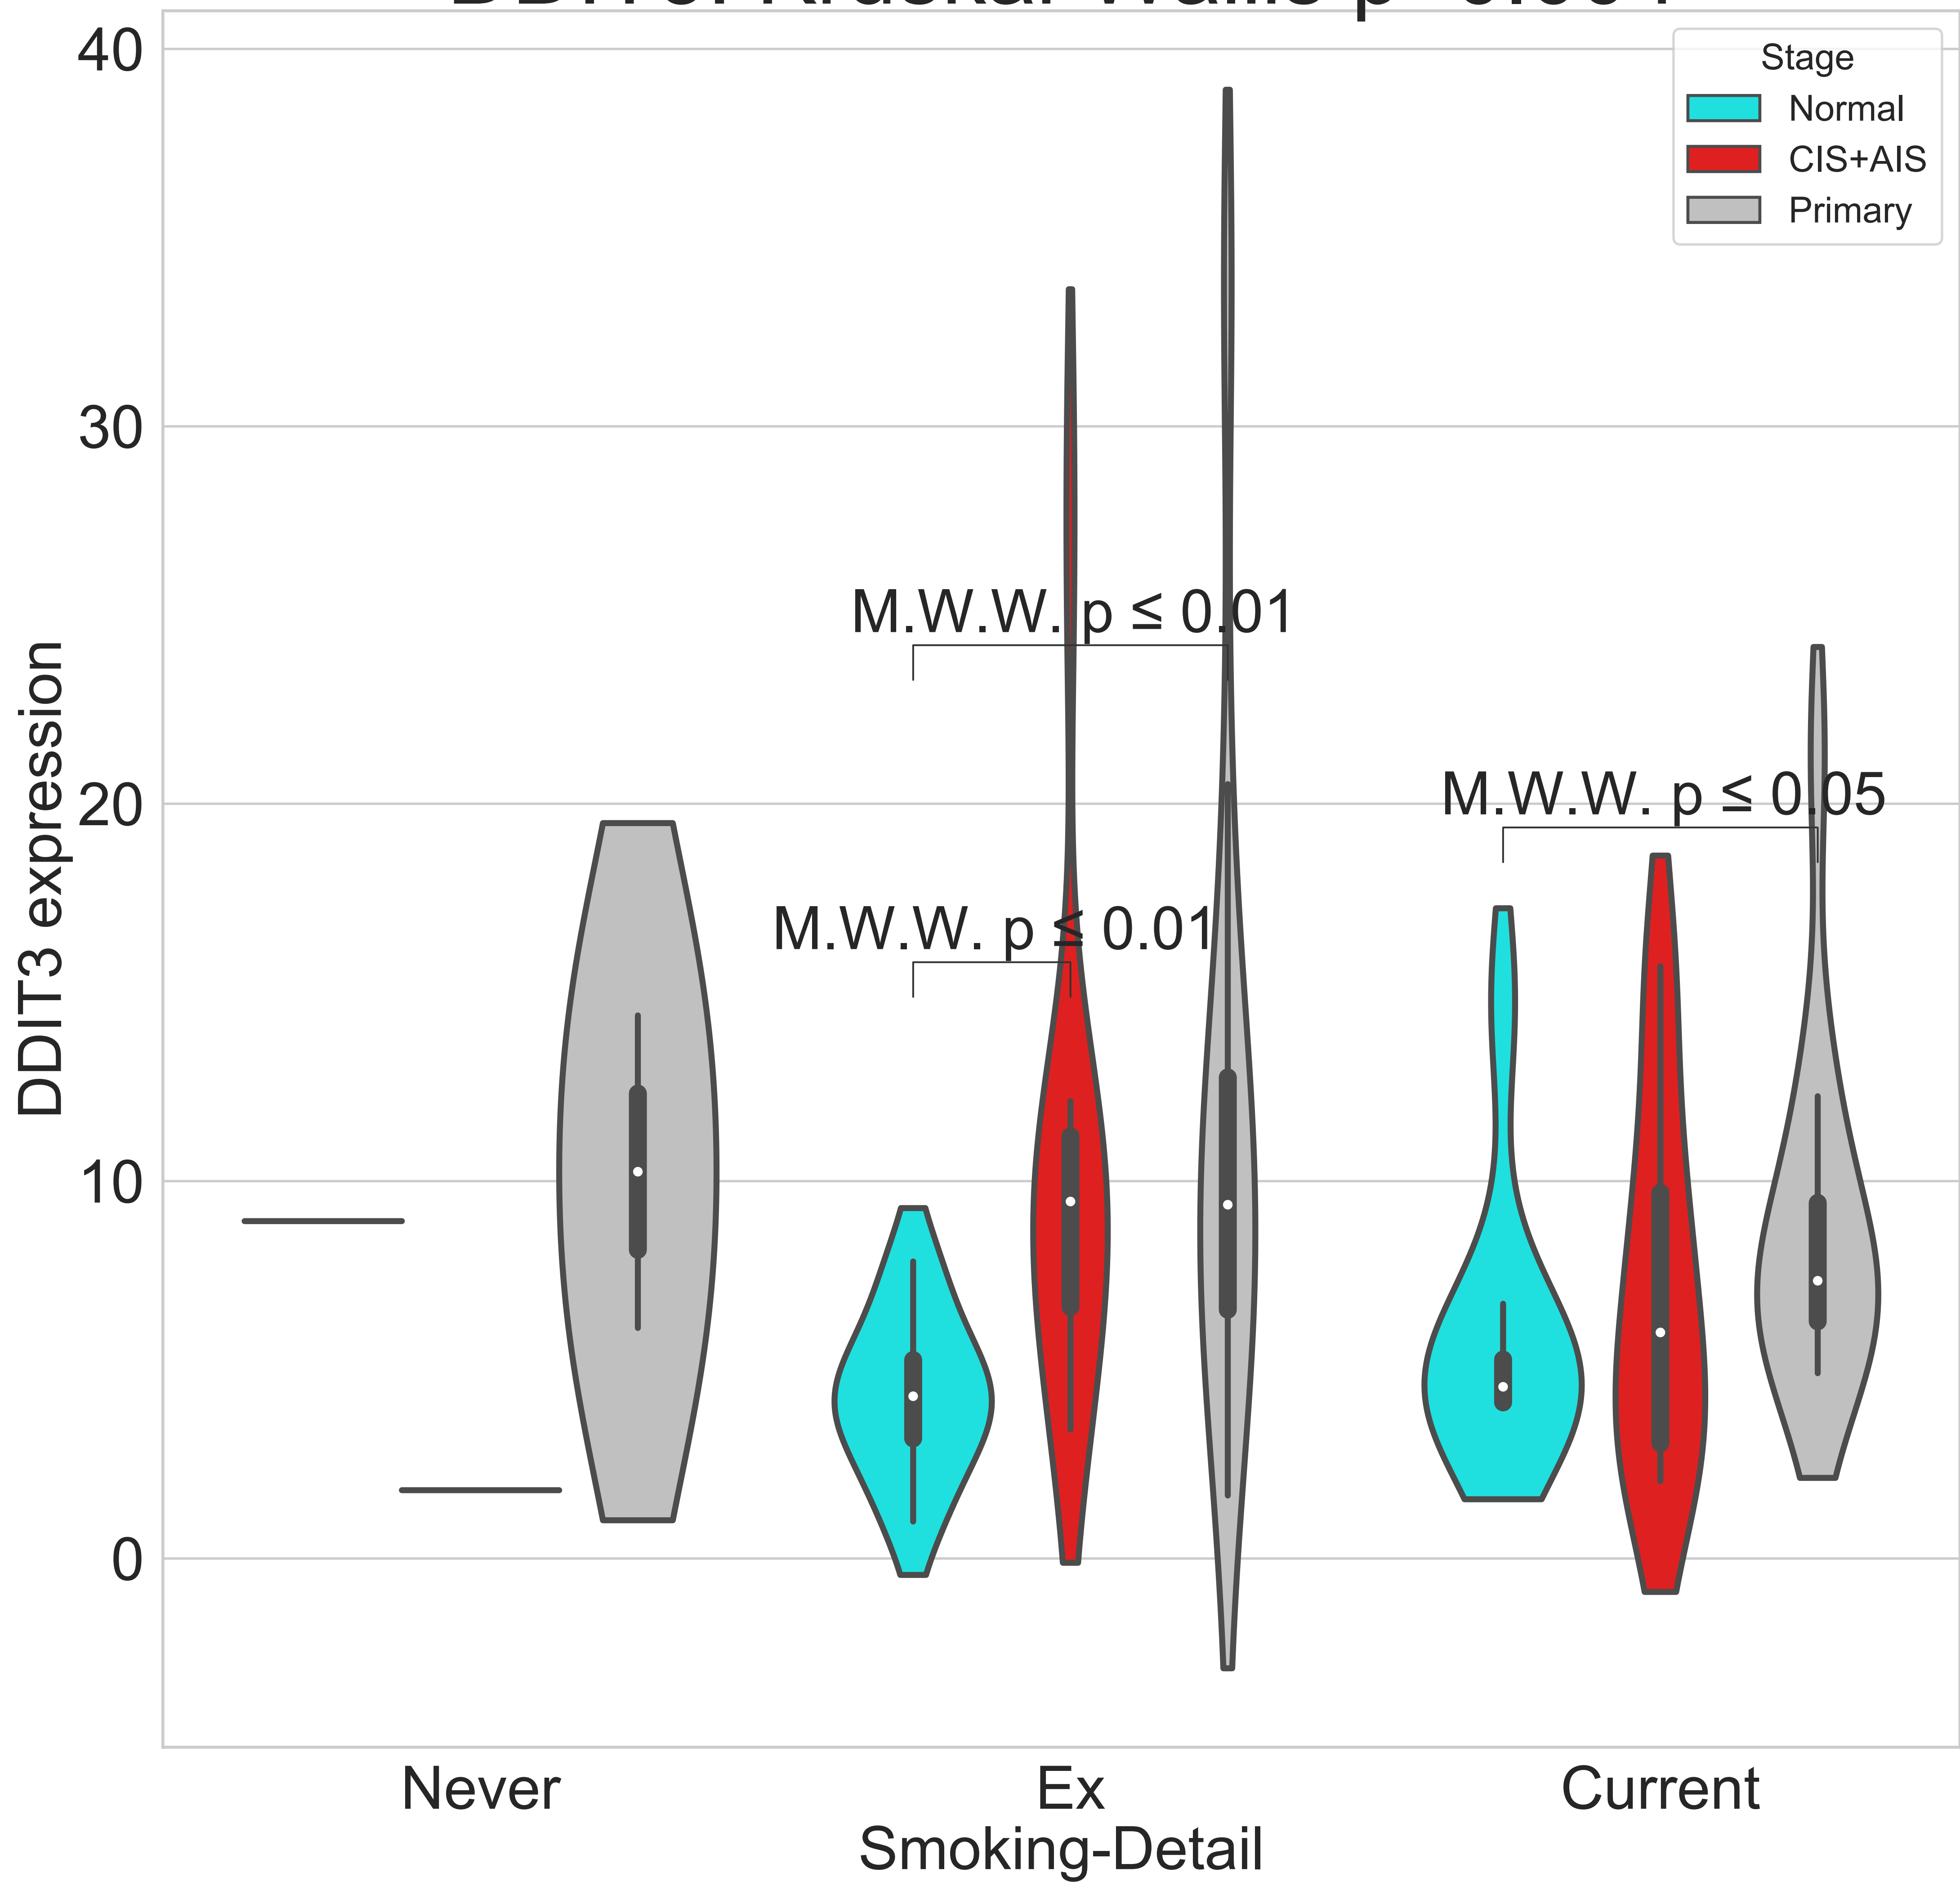 40
30
20
10
0
DDIT3 expression
Stage
Normal
CIS+AIS
Primary
M.W.W. p ≤ 0.01
M.W.W. p ≤ 0.05
M.W.W. p ≤ 0.01
Never
Ex
Current
Smoking-Detail